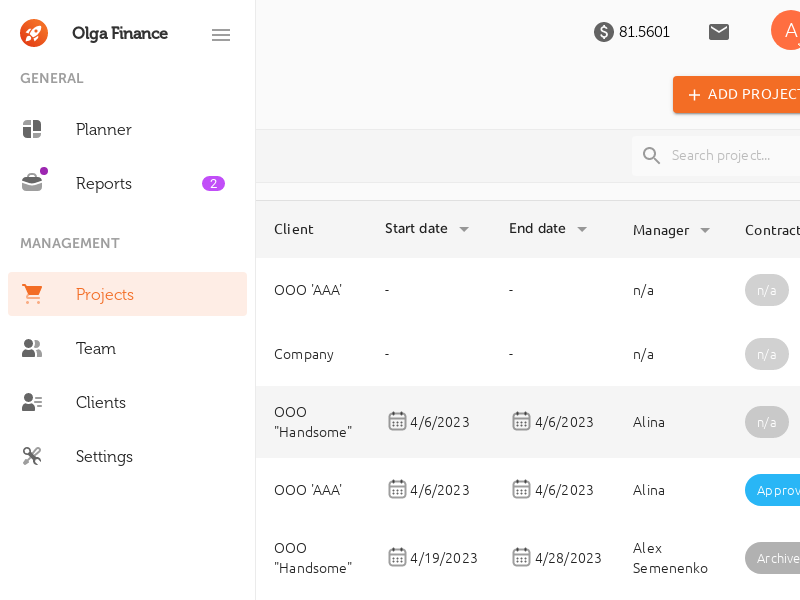 Olga Finance
81.5601
A
GENERAL
ADD PROJECT
Planner
Search project...
Reports
2
MANAGEMENT
Client
Start date
End date
Manager
Contract
Projects
OOO 'AAA'
-
-
n/a
n/a
Team
Company
-
-
n/a
n/a
Clients
OOO
"Handsome"
4/6/2023
4/6/2023
Alina
n/a
Settings
OOO 'AAA'
4/6/2023
4/6/2023
Alina
Approv
OOO
"Handsome"
4/19/2023
4/28/2023
Alex
Semenenko
Archive